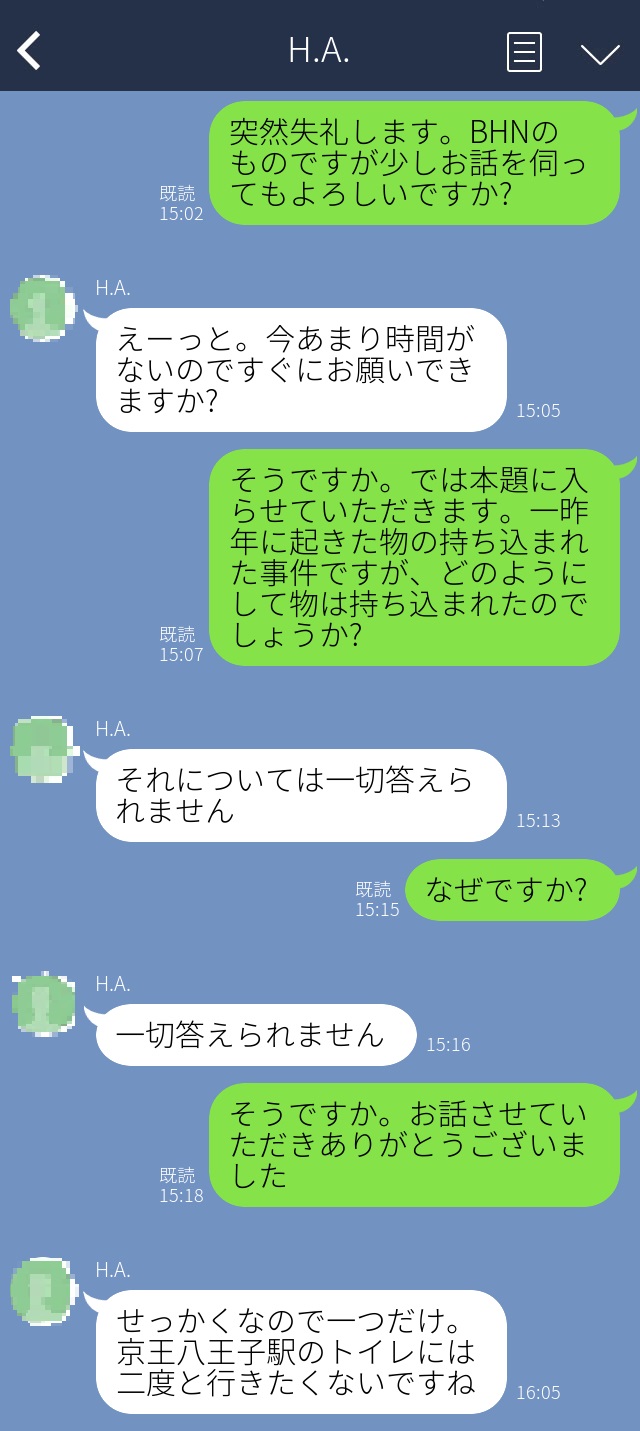 H.A.
突然失礼します。BHNの
ものですが少しお話を伺っ
てもよろしいですか?
既読
15:02
H.A.
えーっと。今あまり時間が
ないのですぐにお願いでき
ますか?
15:05
そうですか。では本題に入
らせていただきます。一昨
年に起きた物の持ち込まれ
た事件ですが、どのように
して物は持ち込まれたので
しょうか?
既読
15:07
H.A.
それについては一切答えら
れません
15:13
なぜですか?
既読
15:15
H.A.
一切答えられません
15:16
そうですか。お話させてい
ただきありがとうございま
した
既読
15:18
H.A.
せっかくなので一つだけ。
京王八王子駅のトイレには
二度と行きたくないですね
16:05